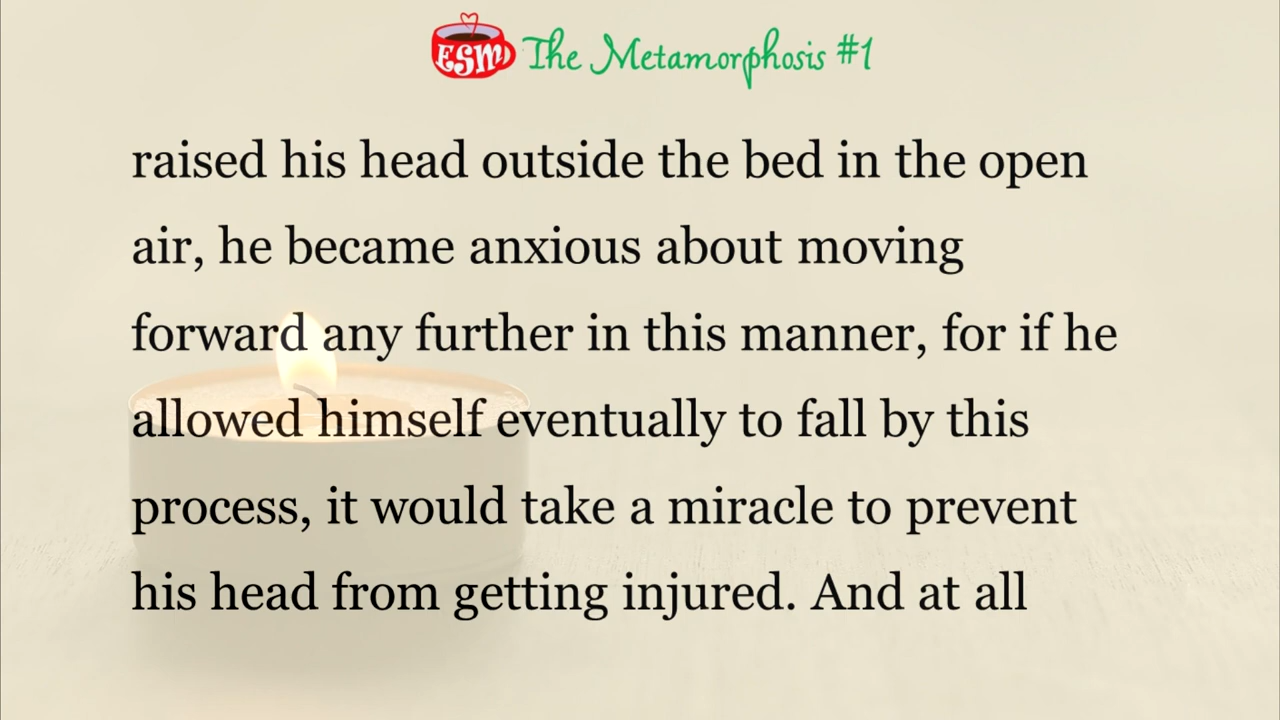 ESM The Metamorphosis #1
raised his head outside the bed in the open
air, he became anxious about moving
forward any further in this manner, for if he
allowed himself eventually to fall by this
process, it would take a miracle to prevent
his head from getting injured. And at all